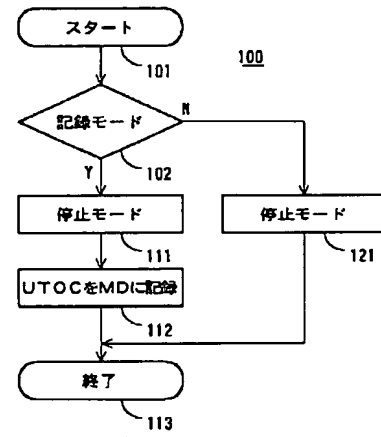 スタート
101
100
記録モード
N
102
Y
停止モード
111
停止モード
121
UTOCをMDに記録
112
終了
113